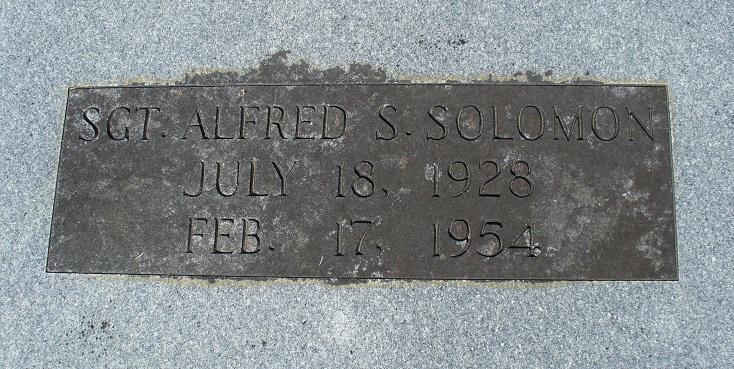 SGT. ALFRED S. SOLOMON
JULY 18, 1928
FEB. 17, 1954